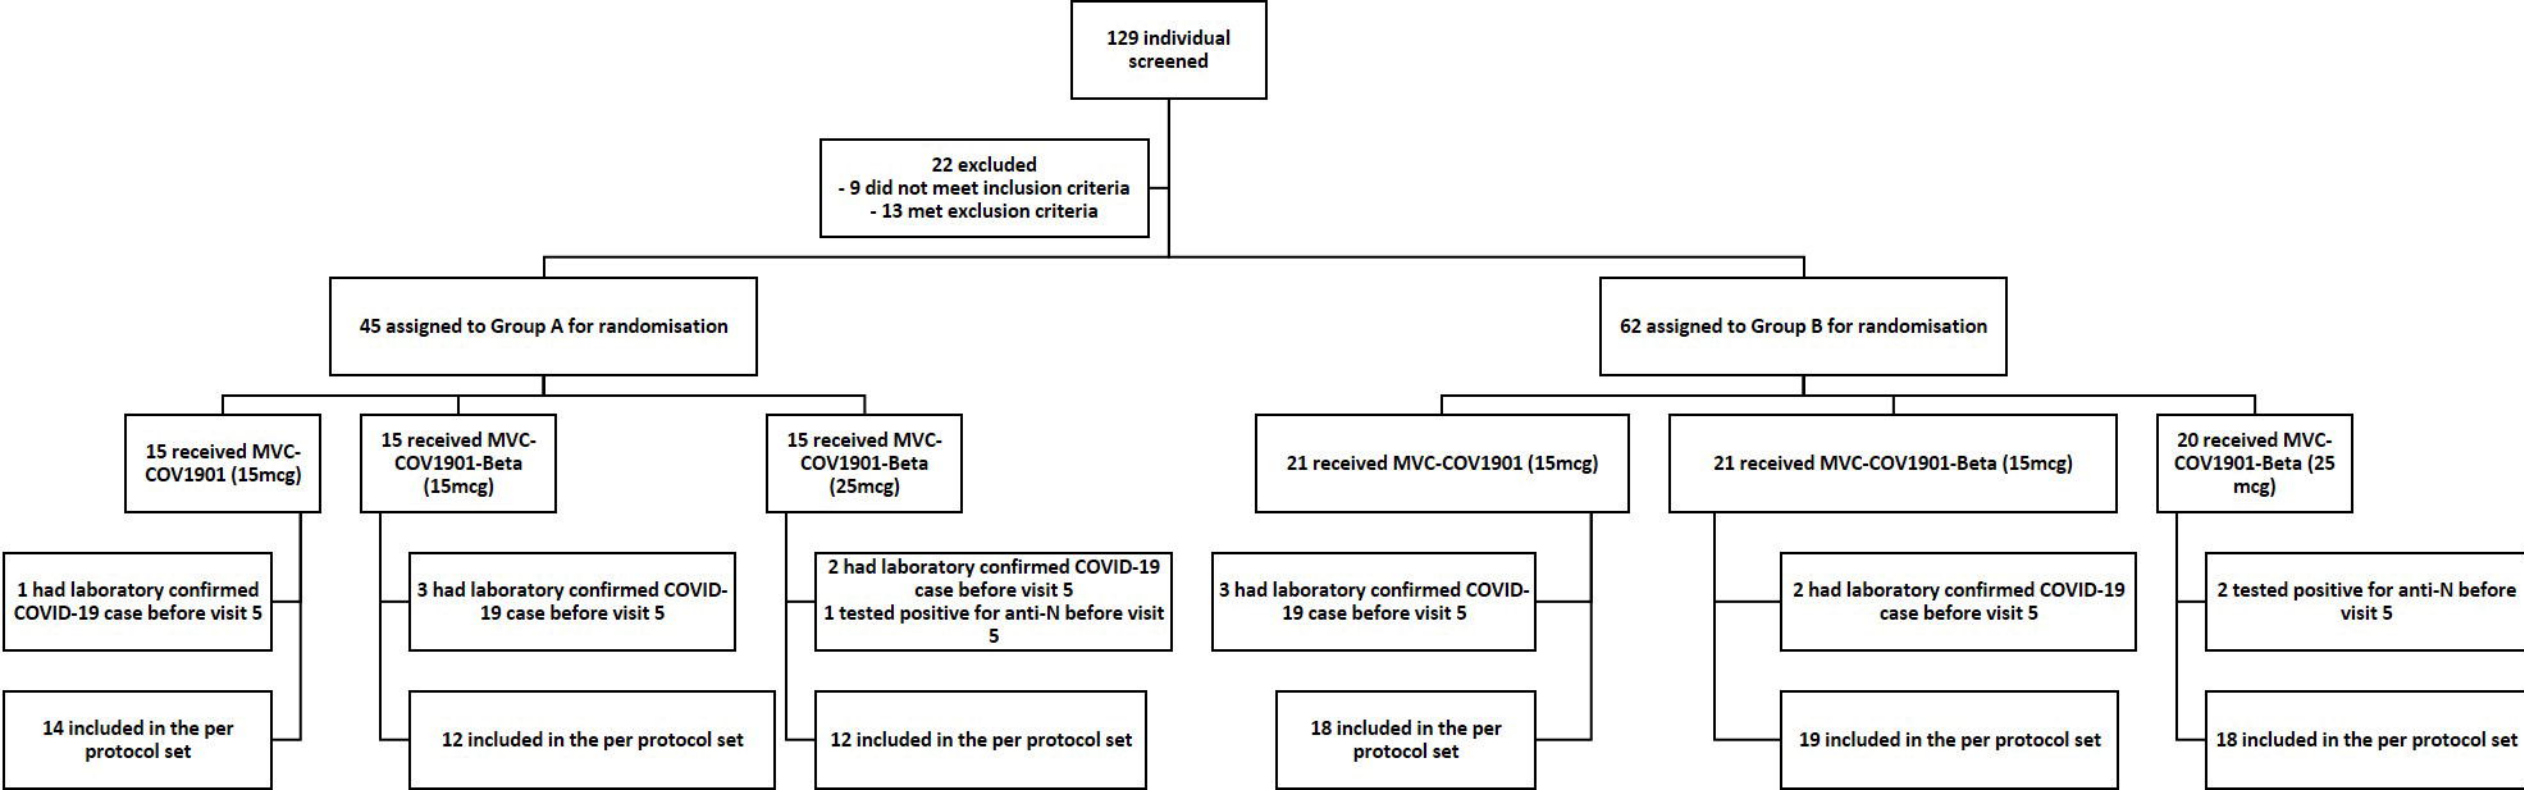 129 individual
screened
22 excluded
- 9 did not meet inclusion criteria
- 13 met exclusion criteria
45 assigned to Group A for randomisation
62 assigned to Group B for randomisation
15 received MVC-
COV1901 (15mcg)
15 received MVC-
COV1901-Beta
(15mcg)
15 received MVC-
COV1901-Beta
(25mcg)
21 received MVC-COV1901 (15mcg)
21 received MVC-COV1901-Beta (15mcg)
20 received MVC-
COV1901-Beta (25
mcg)
1 had laboratory confirmed
COVID-19 case before visit 5
3 had laboratory confirmed COVID-
19 case before visit 5
2 had laboratory confirmed COVID-19
case before visit 5
1 tested positive for anti-N before visit
5
3 had laboratory confirmed COVID-
19 case before visit 5
2 had laboratory confirmed COVID-19
case before visit 5
2 tested positive for anti-N before
visit 5
14 included in the per
protocol set
12 included in the per protocol set
12 included in the per protocol set
18 included in the per
protocol set
19 included in the per protocol set
18 included in the per protocol set